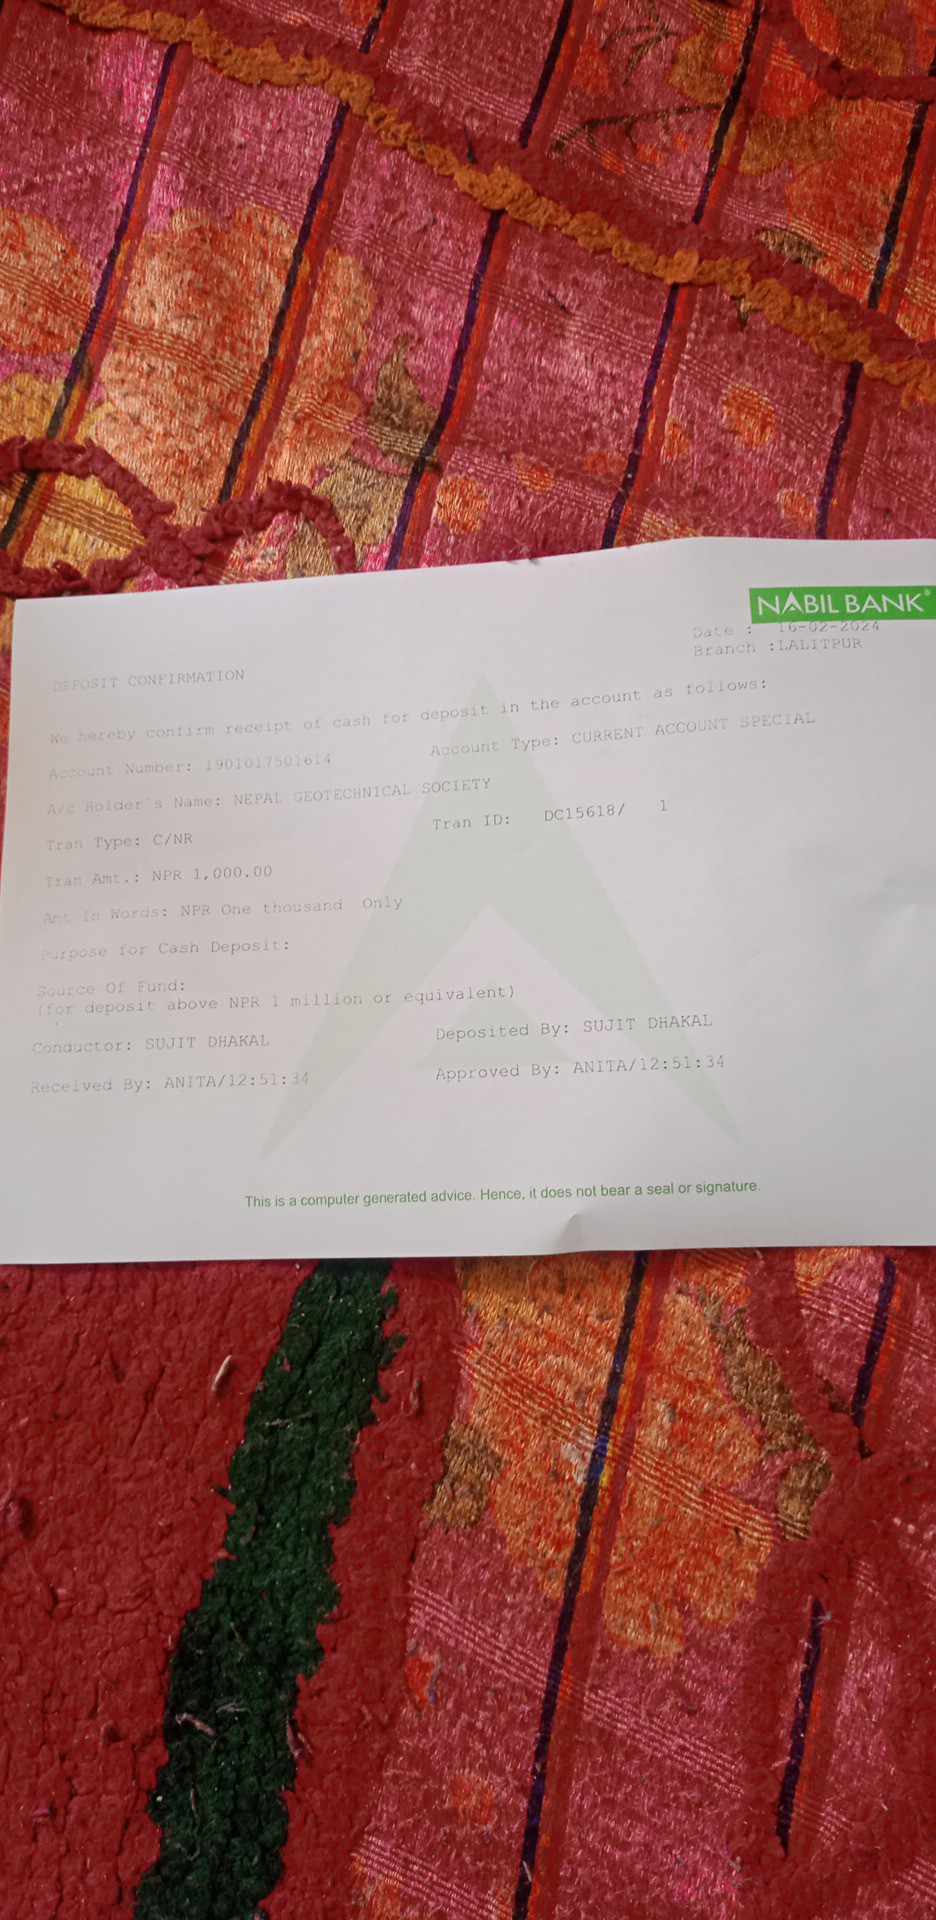 NABIL BANK®
Date : 16-02-2024
Branch :LALITPUR
DEPOSIT CONFIRMATION
We hereby confirm receipt of cash for deposit in the account as follows:
Account Number: 1901017501614 Account Type: CURRENT ACCOUNT SPECIAL
A/c Holder's Name: NEPAL GEOTECHNICAL SOCIETY
Tran Type: C/NR Tran ID: DC15618/ 1
Tran Amt.: NPR 1,000.00
Amt in Words: NPR One thousand Only
Purpose for Cash Deposit:
Source Of Fund:
(for deposit above NPR 1 million or equivalent)
Conductor: SUJIT DHAKAL Deposited By: SUJIT DHAKAL
Received By: ANITA/12:51:34 Approved By: ANITA/12:51:34
This is a computer generated advice. Hence, it does not bear a seal or signature.